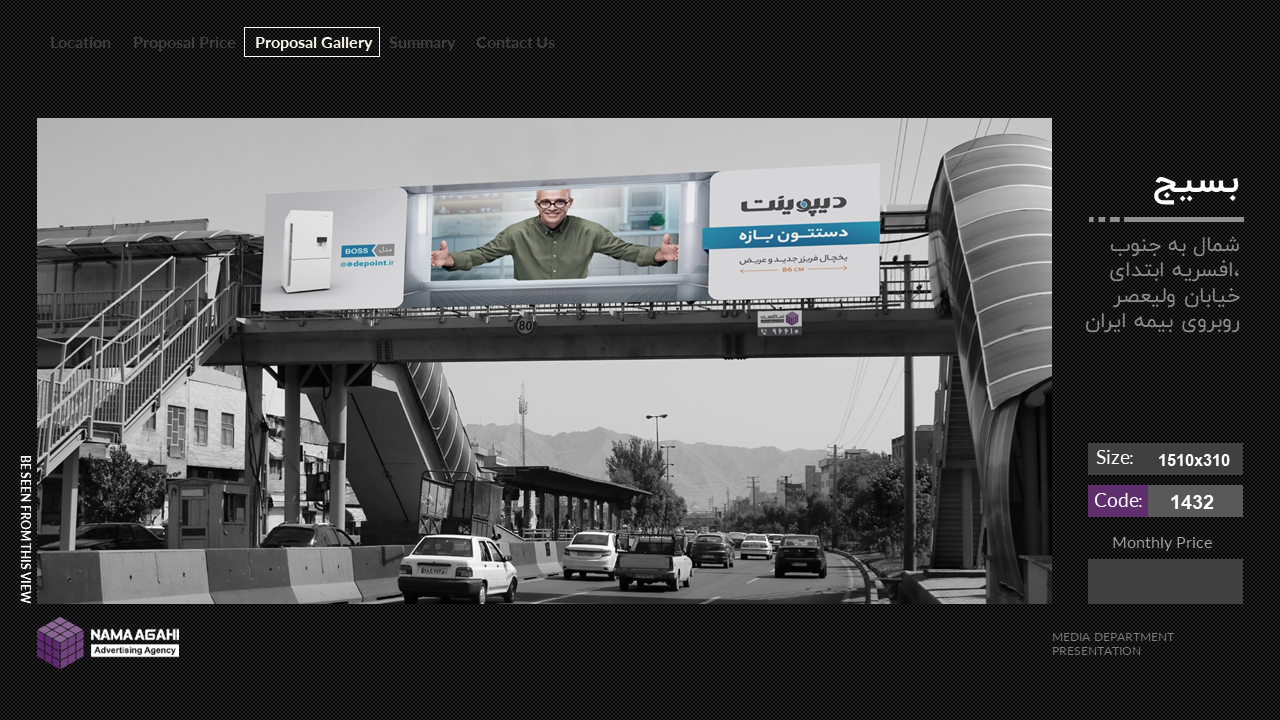 Location
Proposal Price
Proposal Gallery
Summary
Contact Us
دیپوینت
دستتون بازه
یخچال فریزر جدید و عریض
86 CM
مدل BOSS
depoint.ir
80
نماآگهی
۹۶۶۱۰
بسیج
شمال به جنوب
،افسریه ابتدای
خیابان ولیعصر
روبروی بیمه ایران
BE SEEN FROM THIS VIEW
Size: 1510x310
Code: 1432
Monthly Price
NAMA AGAHI
Advertising Agency
MEDIA DEPARTMENT
PRESENTATION